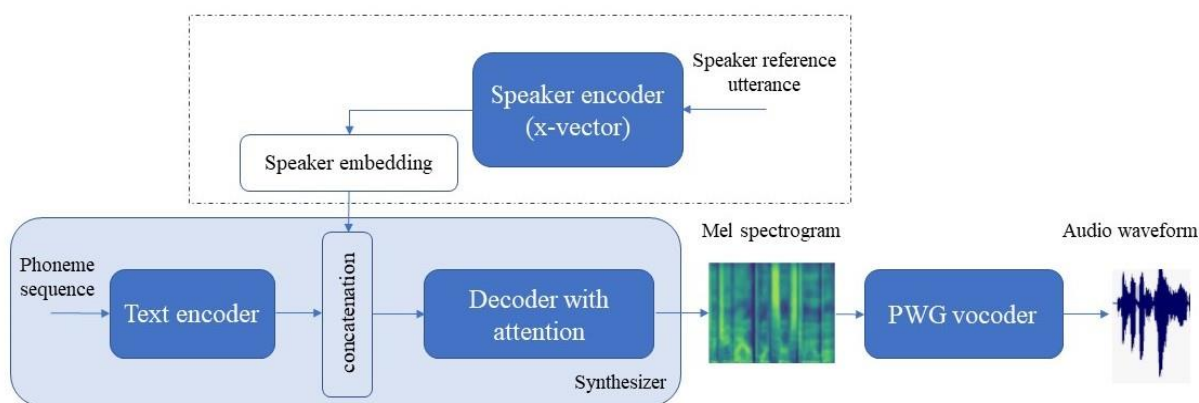 Speaker reference
utterance
Speaker encoder
(x-vector)
Speaker embedding
Phoneme
sequence
Text encoder
concatenation
Decoder with
attention
Synthesizer
Mel spectrogram
PWG vocoder
Audio waveform